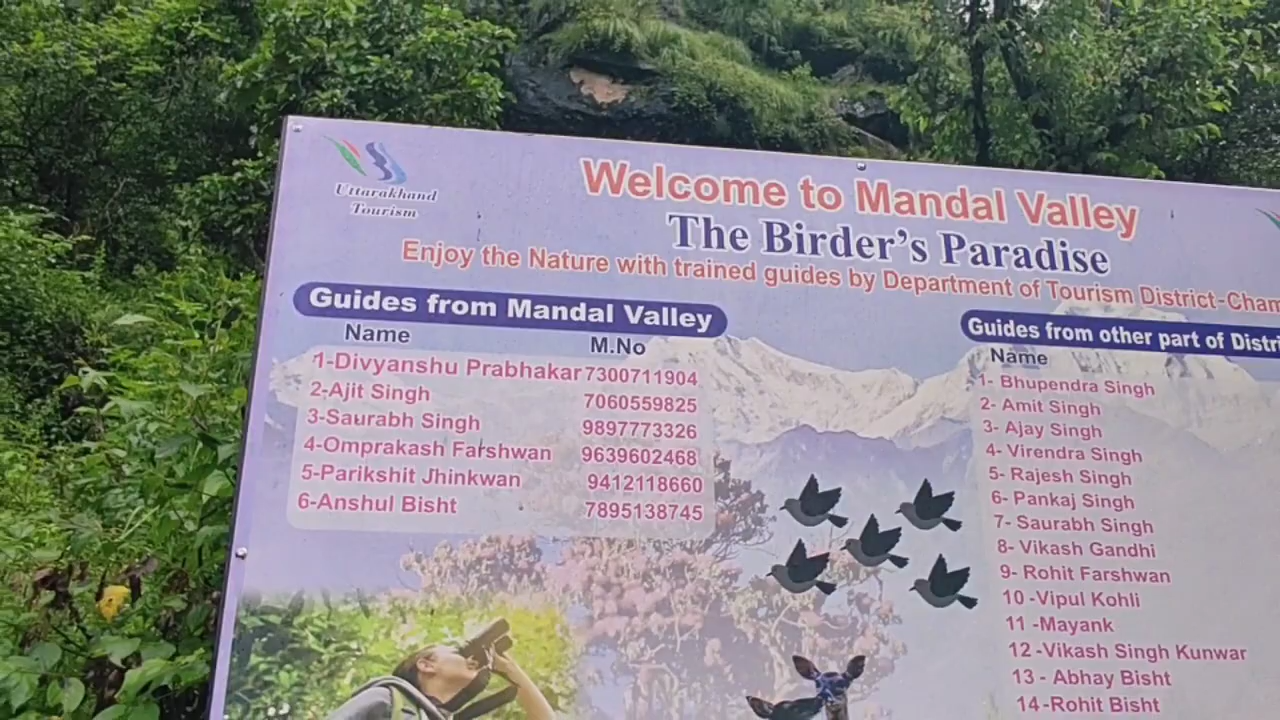 Uttarakhand
Tourism
Welcome to Mandal Valley
The Birder's Paradise
Enjoy the Nature with trained guides by Department of Tourism
Guides from Mandal Valley
Name M.No
1-Divyanshu Prabhakar 7300711904
2-Ajit Singh 7060559825
3-Saurabh Singh 9897773326
4-Omprakash Farshwan 9639602468
5-Parikshit Jhinkwan 9412118660
6-Anshul Bisht 7895138745
Guides from other part of
Name
1- Bhupendra Singh
2- Amit Singh
3- Ajay Singh
4- Virendra Singh
5- Rajesh Singh
6- Pankaj Singh
7- Saurabh Singh
8- Vikash Gandhi
9- Rohit Farshwan
10 -Vipul Kohli
11 -Mayank
12 -Vikash Singh Kunwar
13 - Abhay Bisht
14 -Rohit Bisht